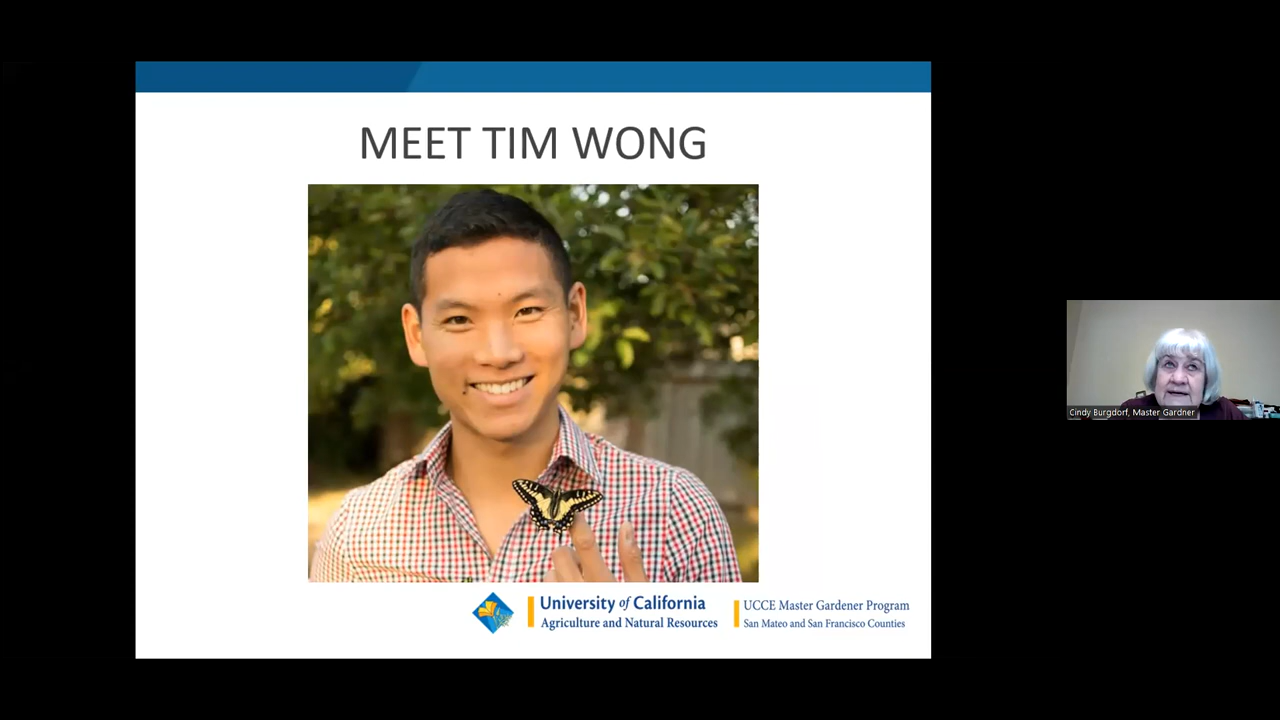 MEET TIM WONG
Cindy Burgdorf, Master Gardner
University of California
Agriculture and Natural Resources
UCCE Master Gardener Program
San Mateo and San Francisco Counties